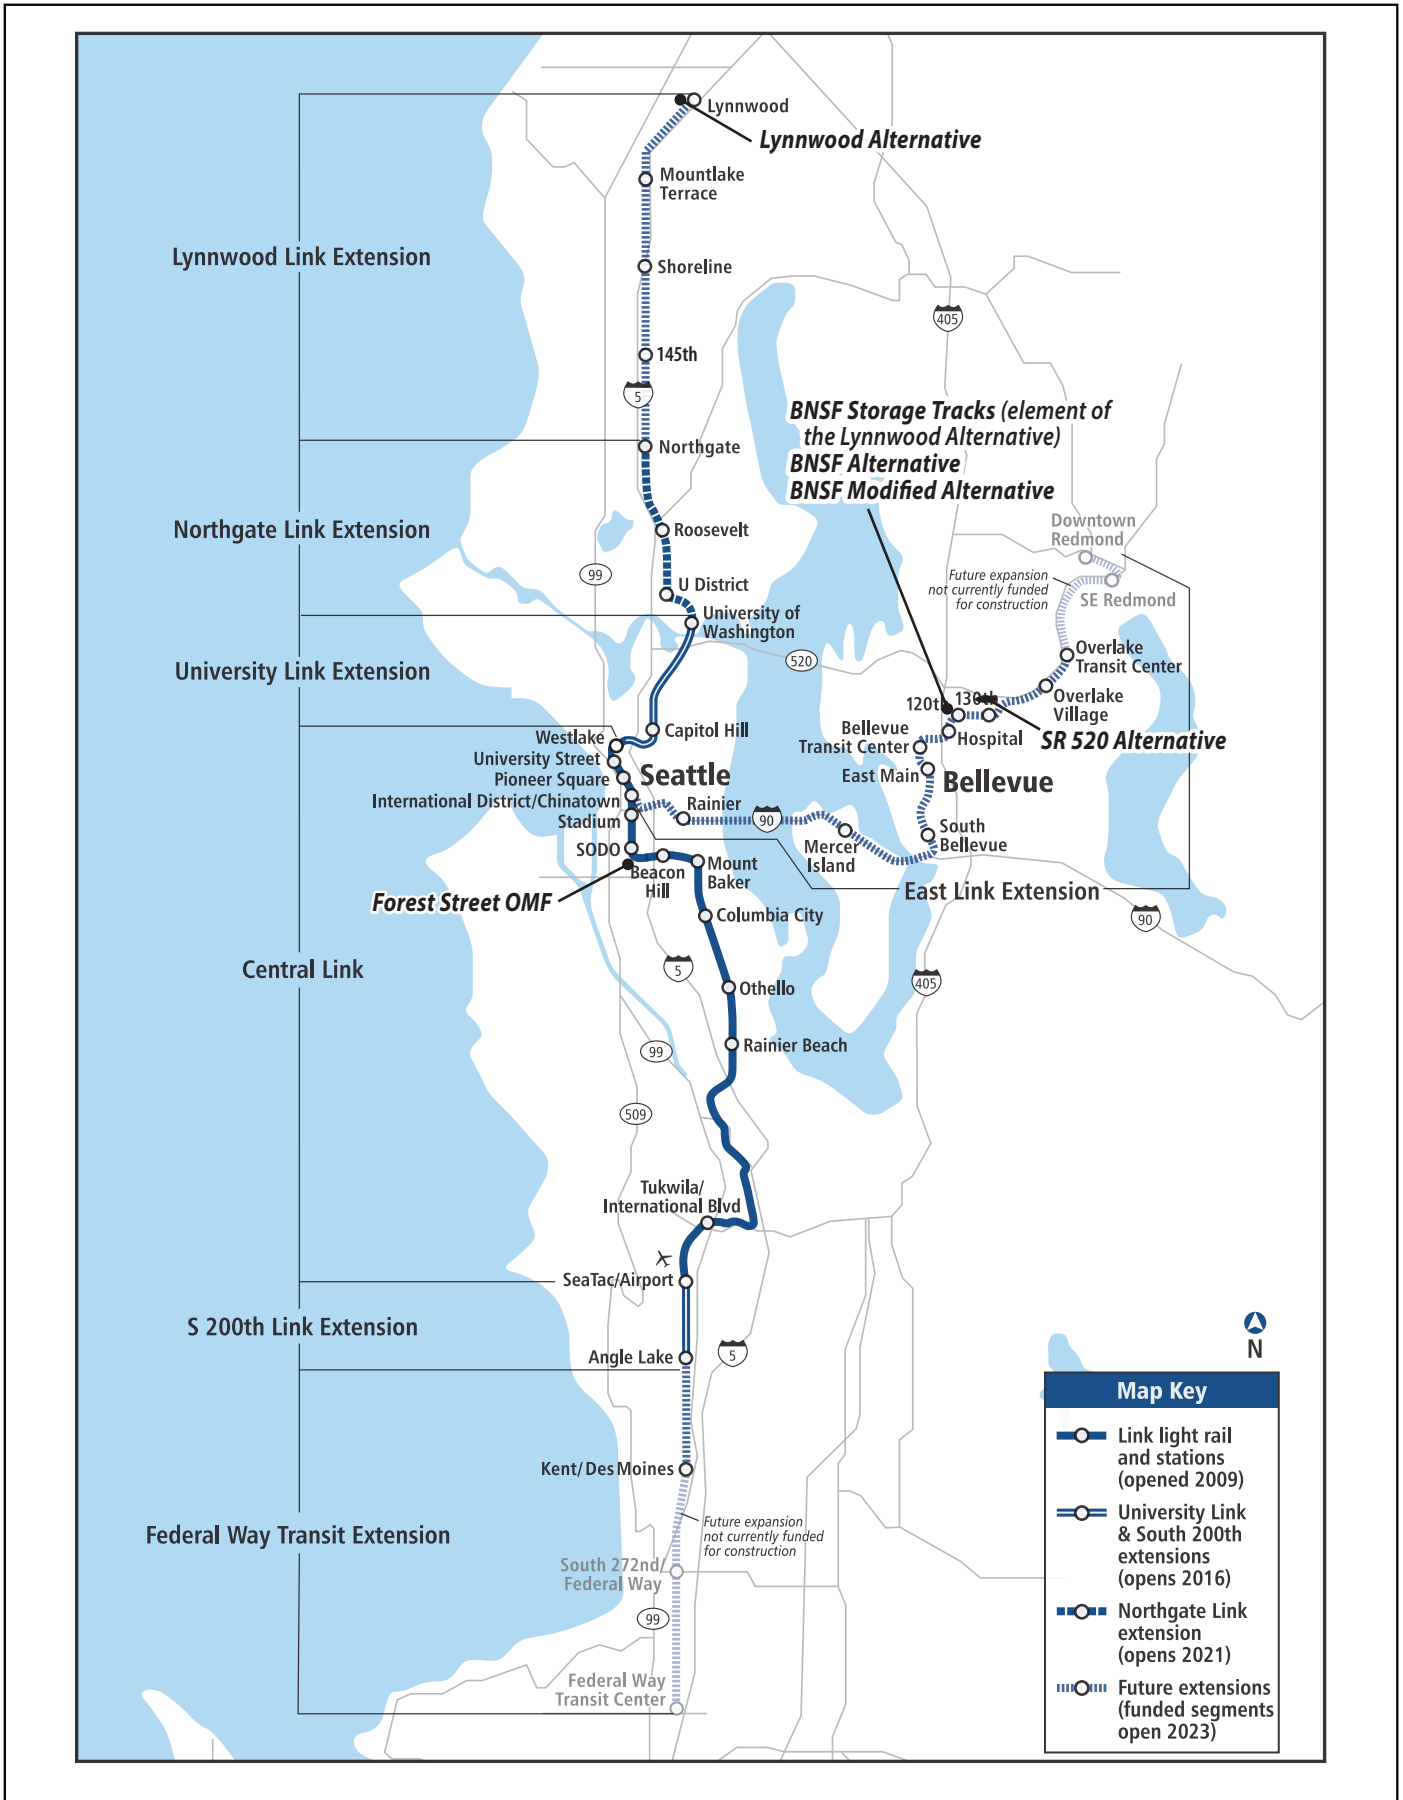 Lynnwood
Lynnwood Alternative
Mountlake
Terrace
Lynnwood Link Extension
Shoreline
405
145th
5
BNSF Storage Tracks (element of
the Lynnwood Alternative)
BNSF Alternative
BNSF Modified Alternative
Northgate
Northgate Link Extension
Roosevelt
Downtown
Redmond
99
U District
Future expansion
not currently funded
for construction
SE Redmond
University of
Washington
520
Overlake
Transit Center
University Link Extension
Overlake
Village
120th
130th
Hospital
SR 520 Alternative
Bellevue
Transit Center
East Main
Bellevue
Capitol Hill
Westlake
University Street
Pioneer Square
Seattle
International District/Chinatown
Stadium
Rainier
90
Mercer
Island
South
Bellevue
SODO
Beacon
Hill
Mount
Baker
East Link Extension
Forest Street OMF
Columbia City
90
Central Link
5
405
Othello
Rainier Beach
99
509
Tukwila/
International Blvd
SeaTac/Airport
S 200th Link Extension
Angle Lake
5
N
Kent/Des Moines
Future expansion
not currently funded
for construction
Federal Way Transit Extension
South 272nd/
Federal Way
99
Federal Way
Transit Center
Map Key
Link light rail
and stations
(opened 2009)
University Link
& South 200th
extensions
(opens 2016)
Northgate Link
extension
(opens 2021)
Future extensions
(funded segments
open 2023)